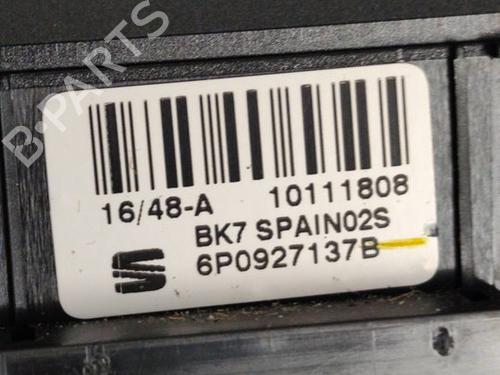 B-PARTS
16/48-A 10111808
BK7 SPAIN02S
6P0927137B